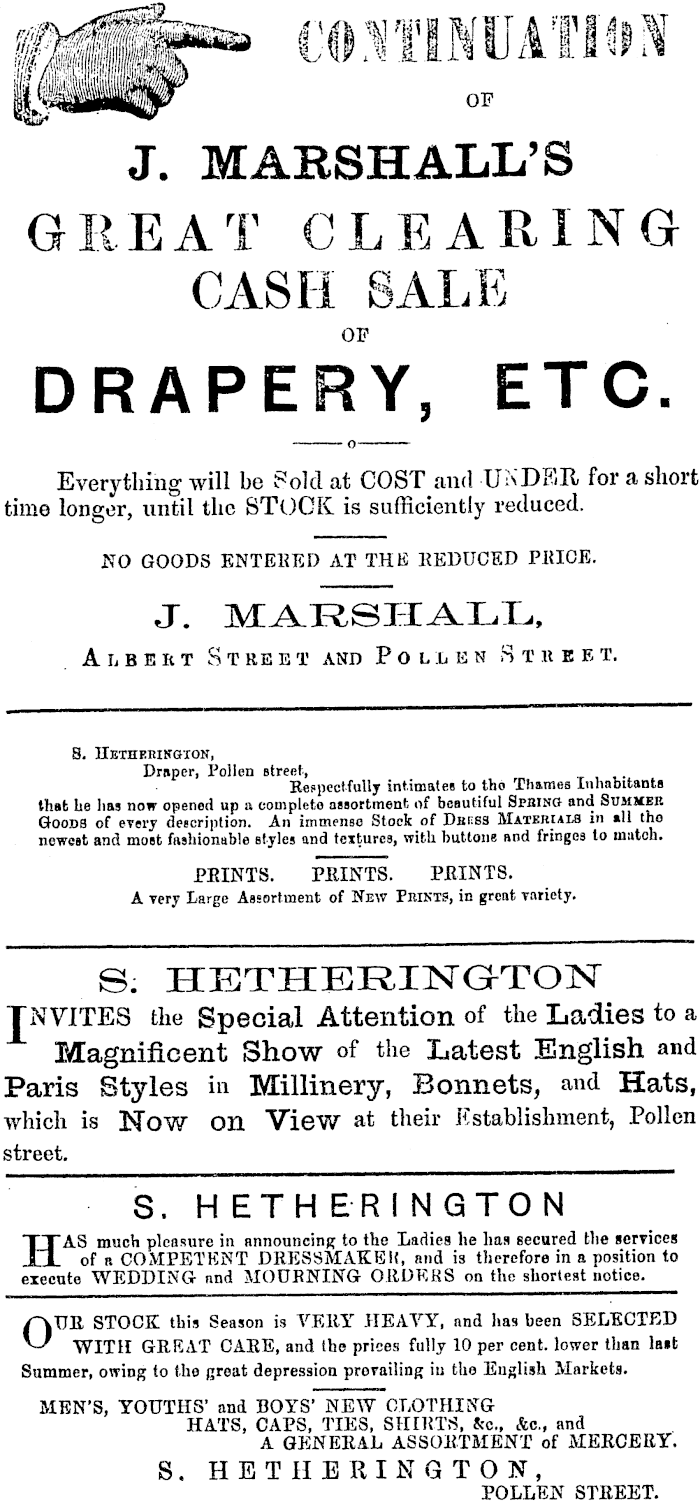 CONTINUATION
OF
J. MARSHALL'S
GREAT CLEARING
CASH SALE
OF
DRAPERY, ETC.
Everything will be Sold at COST and UNDER for a short
time longer, until the STOCK is sufficiently reduced.
NO GOODS ENTERED AT THE REDUCED PRICE.
J. MARSHALL,
ALBERT STREET AND POLLEN STREET.
S. HETHERINGTON,
Draper, Pollen street,
Respectfully intimates to the Thames Inhabitants
that he has now opened up a complete assortment of beautiful SPRING and SUMMER
GOODS of every description. An immense Stock of DRESS MATERIALS in all the
newest and most fashionable styles and textures, with buttons and fringes to match.
PRINTS. PRINTS. PRINTS.
A very Large Assortment of NEW PRINTS, in great variety.
S. HETHERINGTON
INVITES the Special Attention of the Ladies to a
Magnificent Show of the Latest English and
Paris Styles in Millinery, Bonnets, and Hats,
which is Now on View at their Establishment, Pollen
street.
S. HETHERINGTON
HAS much pleasure in announcing to the Ladies he has secured the services
of a COMPETENT DRESSMAKER, and is therefore in a position to
execute WEDDING and MOURNING ORDERS on the shortest notice.
OUR STOCK this Season is VERY HEAVY, and has been SELECTED
WITH GREAT CARE, and the prices fully 10 per cent. lower than last
Summer, owing to the great depression prevailing in the English Markets.
MEN'S, YOUTHS' and BOYS' NEW CLOTHING
HATS, CAPS, TIES, SHIRTS, &c., &c., and
A GENERAL ASSORTMENT of MERCERY.
S. HETHERINGTON,
POLLEN STREET.